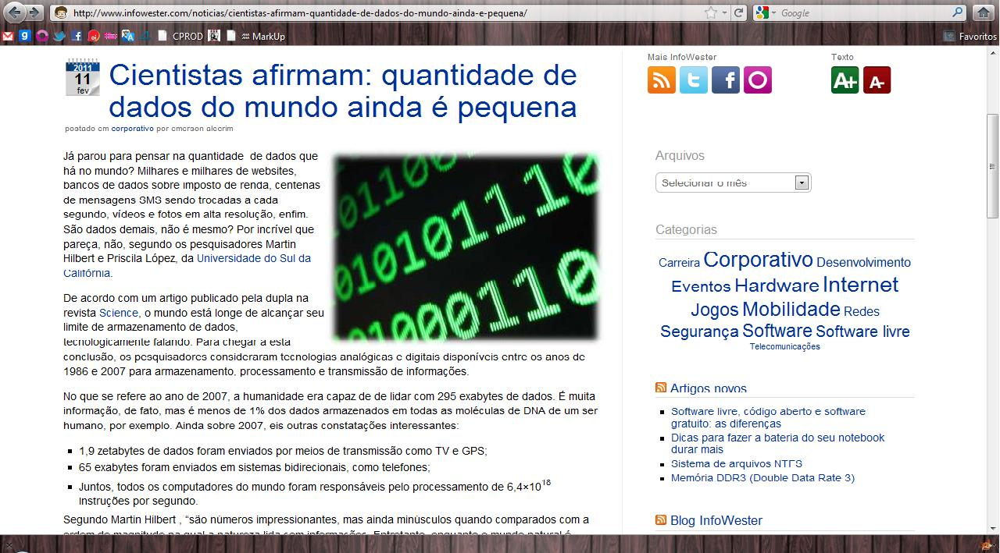 http://www.infowester.com/noticias/cientistas-afirmam-quantidade-de-dados-do-mundo-ainda-e-pequena/
Google
CPROD
MarkUp
Favoritos
2011
11
fev
Cientistas afirmam: quantidade de
dados do mundo ainda é pequena
postado em corporativo por emerson alecrim
Já parou para pensar na quantidade de dados que
há no mundo? Milhares e milhares de websites,
bancos de dados sobre imposto de renda, centenas
de mensagens SMS sendo trocadas a cada
segundo, vídeos e fotos em alta resolução, enfim.
São dados demais, não é mesmo? Por incrível que
pareça, não, segundo os pesquisadores Martin
Hilbert e Priscila López, da Universidade do Sul da
Califórnia.
De acordo com um artigo publicado pela dupla na
revista Science, o mundo está longe de alcançar seu
limite de armazenamento de dados,
tecnologicamente falando. Para chegar a esta
conclusão, os pesquisadores consideraram tecnologias analógicas e digitais disponíveis entre os anos de
1986 e 2007 para armazenamento, processamento e transmissão de informações.
No que se refere ao ano de 2007, a humanidade era capaz de de lidar com 295 exabytes de dados. É muita
informação, de fato, mas é menos de 1% dos dados armazenados em todas as moléculas de DNA de um ser
humano, por exemplo. Ainda sobre 2007, eis outras constatações interessantes:
1,9 zetabytes de dados foram enviados por meios de transmissão como TV e GPS;
65 exabytes foram enviados em sistemas bidirecionais, como telefones;
Juntos, todos os computadores do mundo foram responsáveis pelo processamento de 6,4×10^18
instruções por segundo.
Segundo Martin Hilbert , “são números impressionantes, mas ainda minúsculos quando comparados com a
ordem de magnitude na qual a natureza lida com informações. Entretanto, enquanto o mundo natural é
Mais InfoWester
Texto
A+
A-
Arquivos
Selecionar o mês
Categorias
Carreira Corporativo Desenvolvimento
Eventos Hardware Internet
Jogos Mobilidade Redes
Segurança Software Software livre
Telecomunicações
Artigos novos
Software livre, código aberto e software
gratuito: as diferenças
Dicas para fazer a bateria do seu notebook
durar mais
Sistema de arquivos NTFS
Memória DDR3 (Double Data Rate 3)
Blog InfoWester